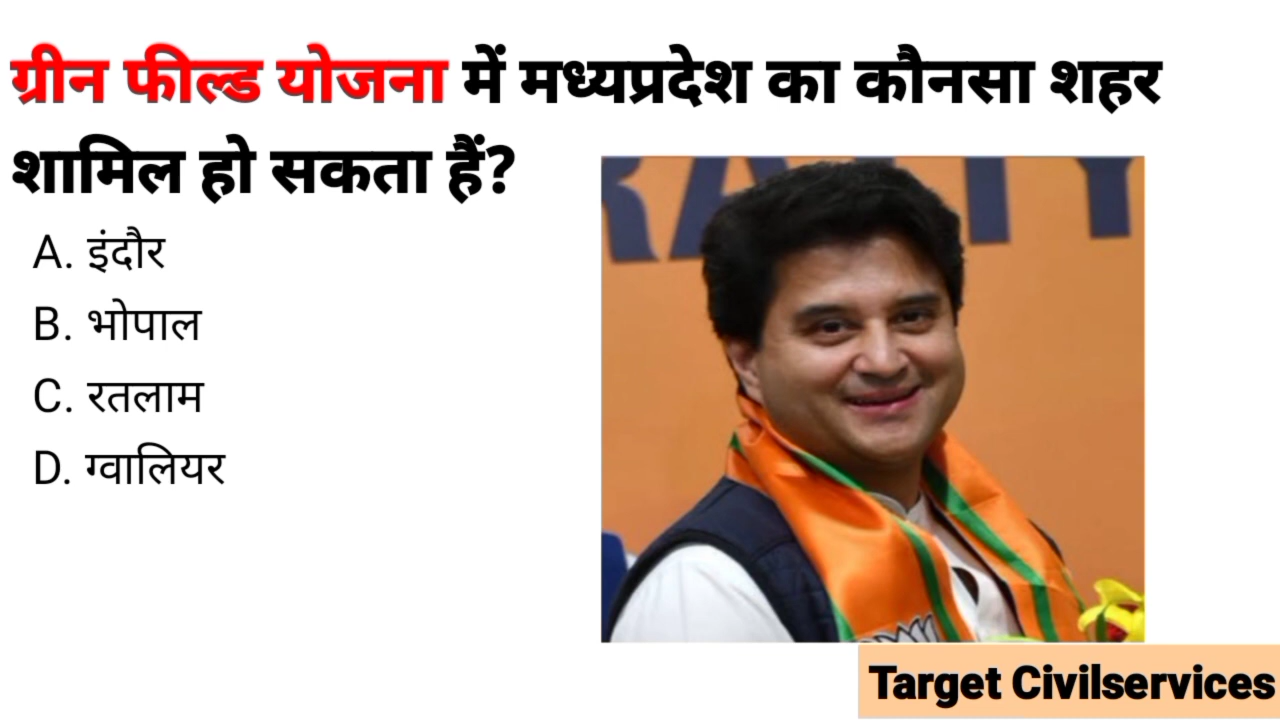 ग्रीन फील्ड योजना में मध्यप्रदेश का कौनसा शहर
शामिल हो सकता हैं?
A. इंदौर
B. भोपाल
C. रतलाम
D. ग्वालियर
Target Civilservices